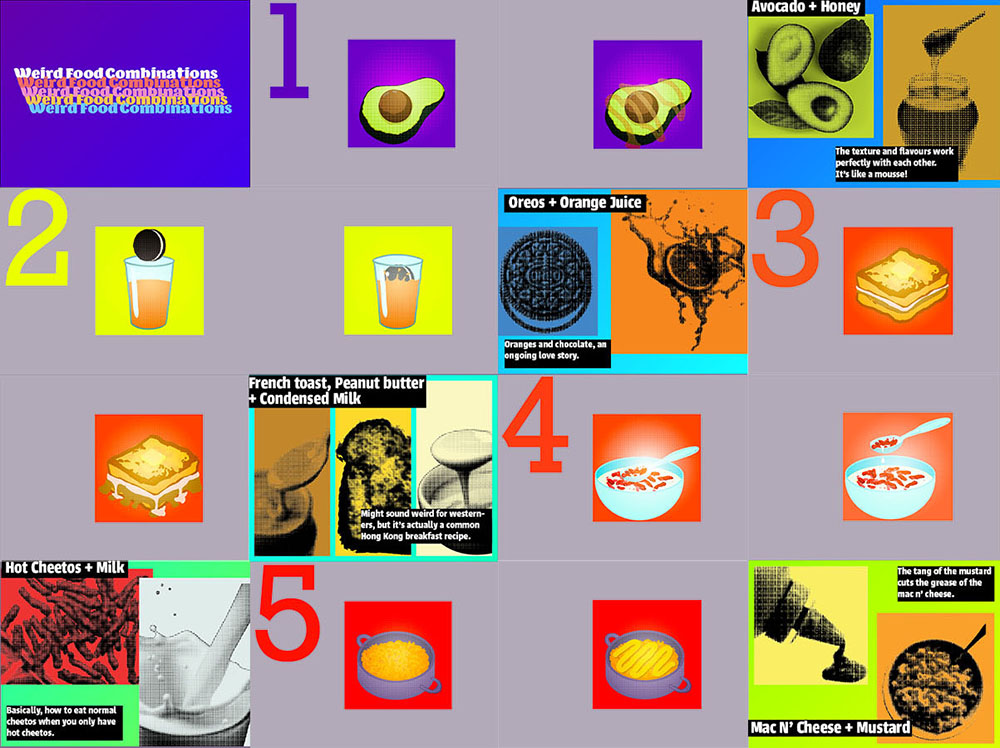 Weird Food Combinations
Weird Food Combinations
Weird Food Combinations
Weird Food Combinations
Weird Food Combinations
1
Avocado + Honey
The texture and flavours work
perfectly with each other.
It's like a mousse!
2
Oreos + Orange Juice
Oranges and chocolate, an
ongoing love story.
3
French toast, Peanut butter
+ Condensed Milk
Might sound weird for western-
ers, but it's actually a common
Hong Kong breakfast recipe.
4
Hot Cheetos + Milk
Basically, how to eat normal
cheetos when you only have
hot cheetos.
5
The tang of the mustard
cuts the grease of the
mac n' cheese.
Mac N' Cheese + Mustard